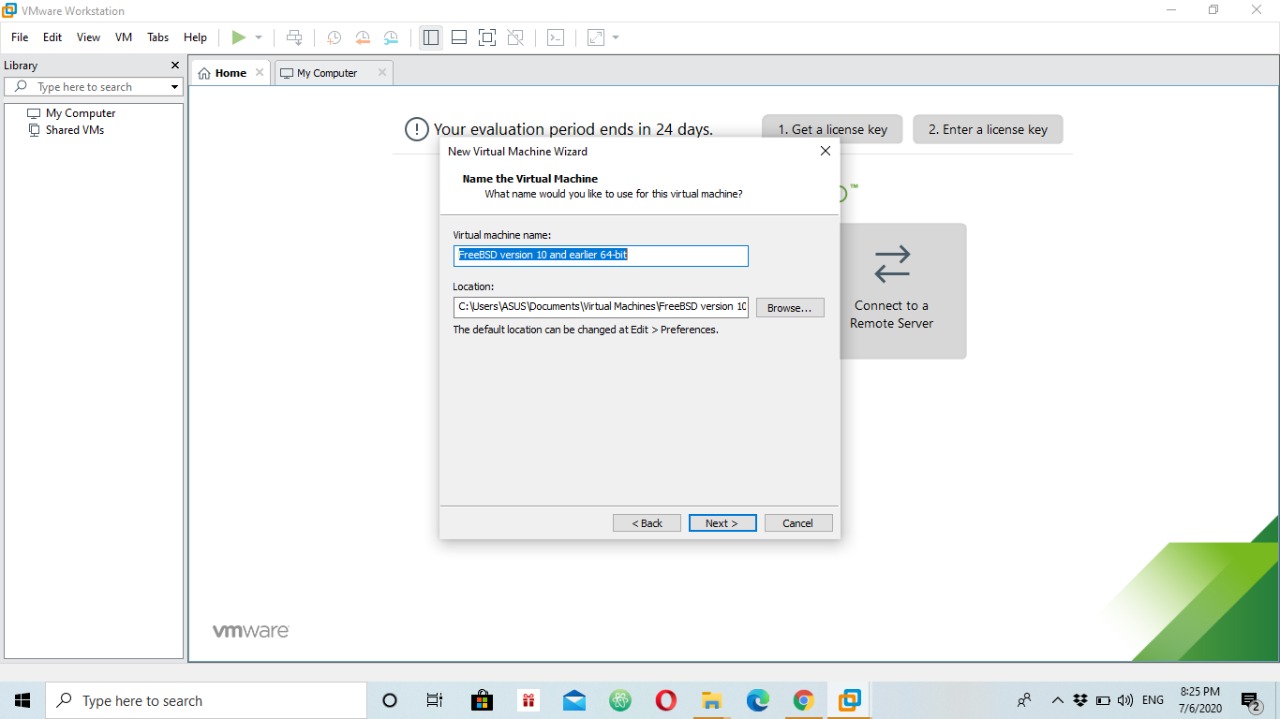 VMware Workstation
File Edit View VM Tabs Help
Library
Type here to search
My Computer
Shared VMs
Home
My Computer
Your evaluation period ends in 24 days.
1. Get a license key
2. Enter a license key
New Virtual Machine Wizard
Name the Virtual Machine
What name would you like to use for this virtual machine?
™
Virtual machine name:
FreeBSD version 10 and earlier 64-bit
Location:
C:\Users\ASUS\Documents\Virtual Machines\FreeBSD version 10
Browse...
The default location can be changed at Edit > Preferences.
Connect to a
Remote Server
< Back
Next >
Cancel
vmware
Type here to search
ENG
8:25 PM
7/6/2020
2